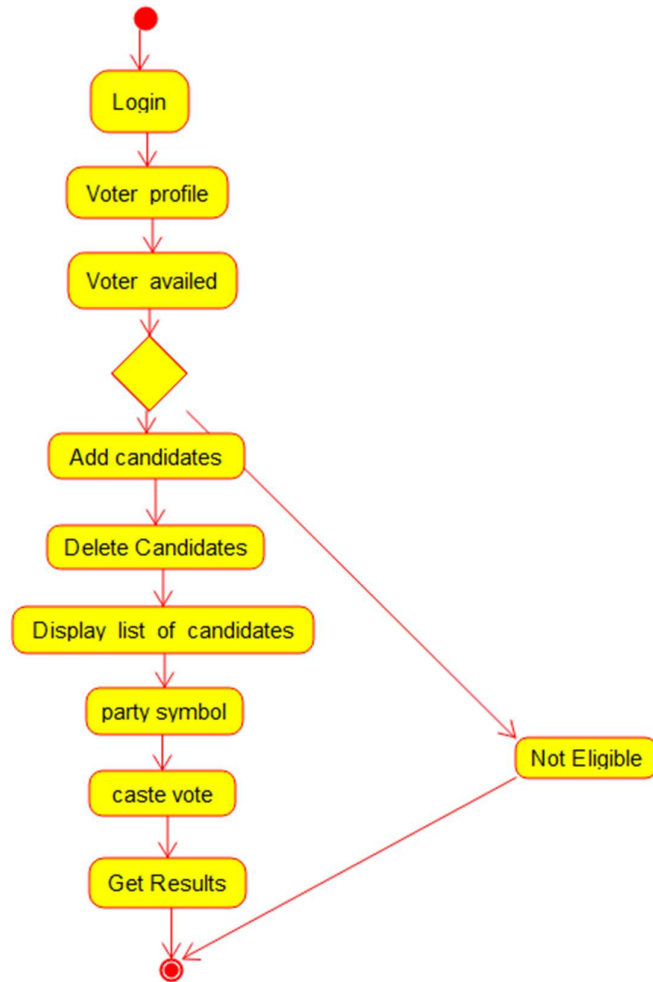 Login
Voter profile
Voter availed
Add candidates
Delete Candidates
Display list of candidates
party symbol
Not Eligible
caste vote
Get Results